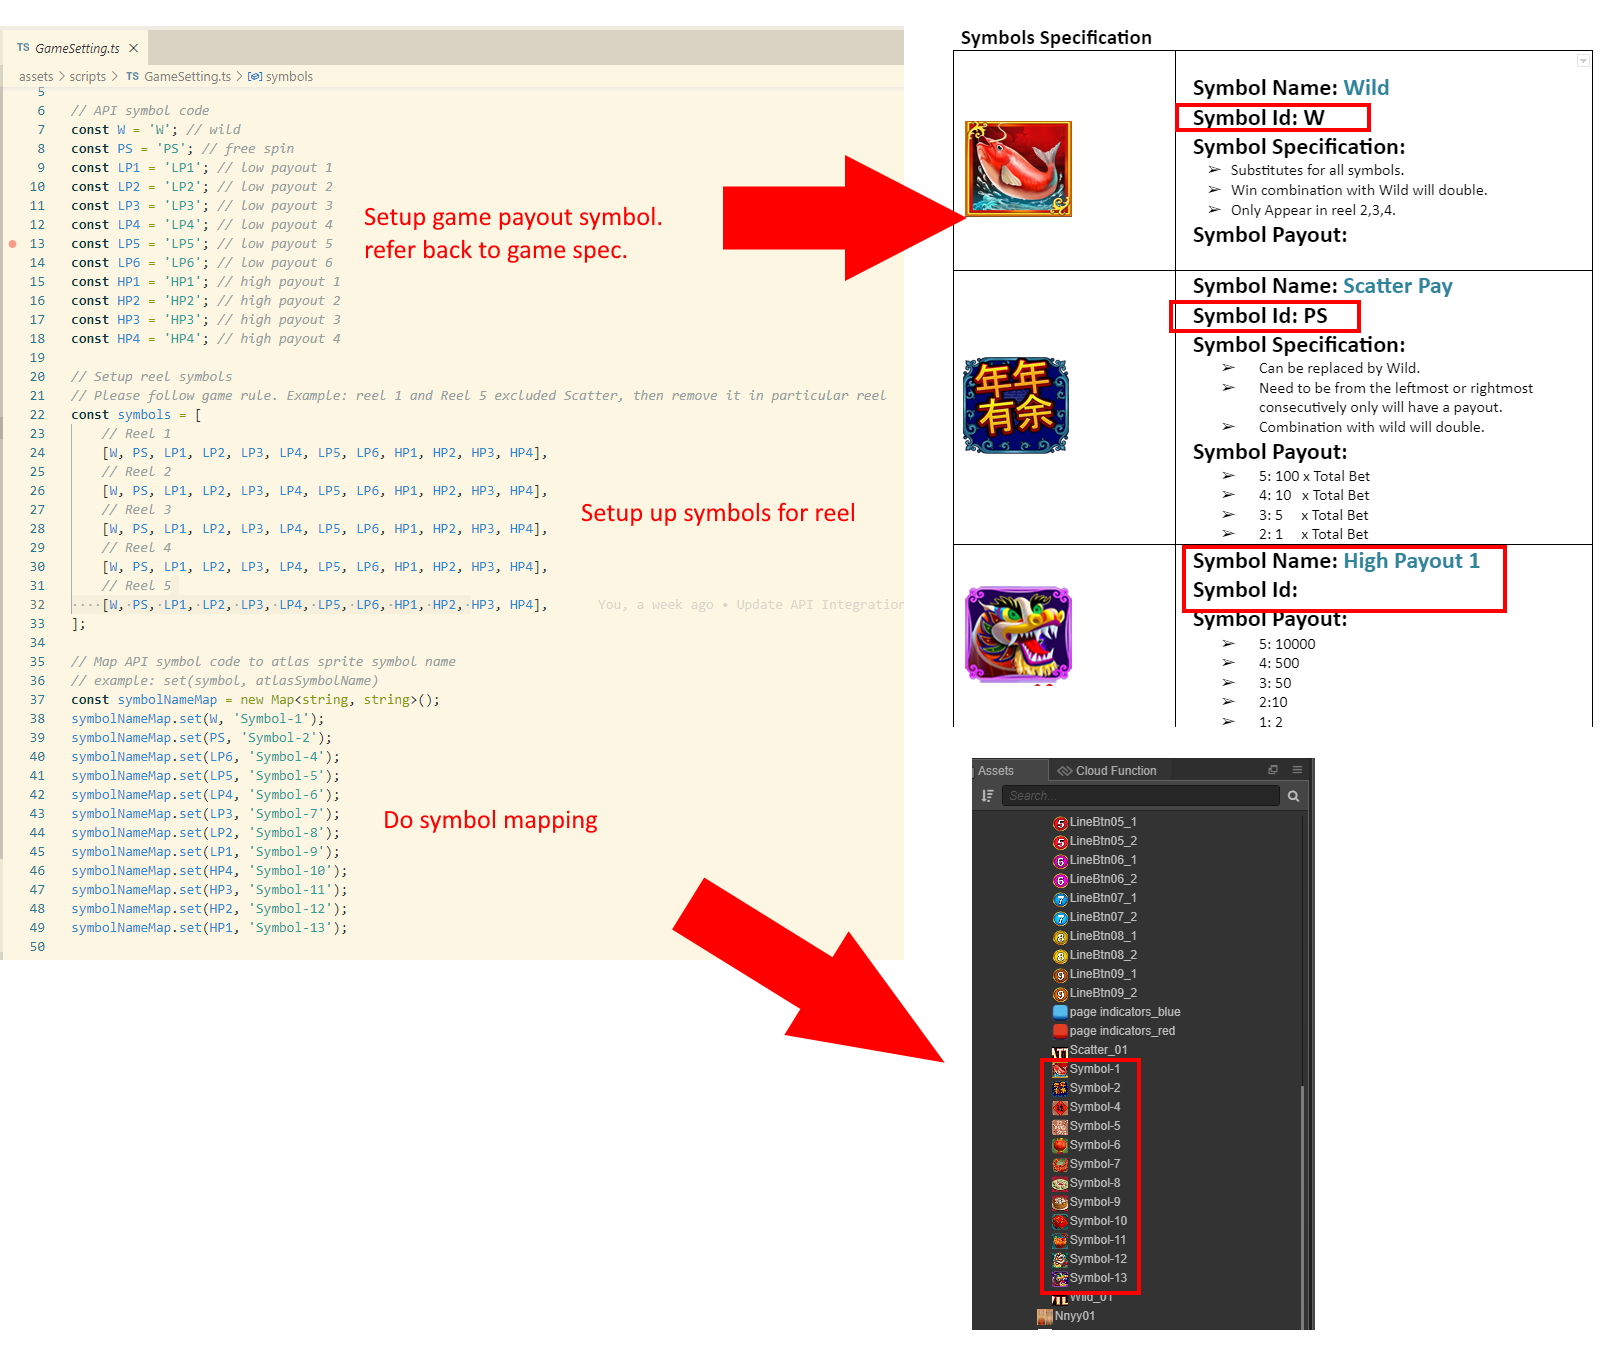 TS GameSetting.ts ×
assets > scripts > TS GameSetting.ts > symbols
5
6 // API symbol code
7 const W = 'W'; // wild
8 const PS = 'PS'; // free spin
9 const LP1 = 'LP1'; // low payout 1
10 const LP2 = 'LP2'; // low payout 2
11 const LP3 = 'LP3'; // low payout 3
12 const LP4 = 'LP4'; // low payout 4
13 const LP5 = 'LP5'; // low payout 5
14 const LP6 = 'LP6'; // low payout 6
15 const HP1 = 'HP1'; // high payout 1
16 const HP2 = 'HP2'; // high payout 2
17 const HP3 = 'HP3'; // high payout 3
18 const HP4 = 'HP4'; // high payout 4
19
20 // Setup reel symbols
21 // Please follow game rule. Example: reel 1 and Reel 5 excluded Scatter, then remove it in particular reel
22 const symbols = [
23 // Reel 1
24 [W, PS, LP1, LP2, LP3, LP4, LP5, LP6, HP1, HP2, HP3, HP4],
25 // Reel 2
26 [W, PS, LP1, LP2, LP3, LP4, LP5, LP6, HP1, HP2, HP3, HP4],
27 // Reel 3
28 [W, PS, LP1, LP2, LP3, LP4, LP5, LP6, HP1, HP2, HP3, HP4],
29 // Reel 4
30 [W, PS, LP1, LP2, LP3, LP4, LP5, LP6, HP1, HP2, HP3, HP4],
31 // Reel 5
32 [W, PS, LP1, LP2, LP3, LP4, LP5, LP6, HP1, HP2, HP3, HP4], You, a week ago • Update API Integration
33 ];
34
35 // Map API symbol code to atlas sprite symbol name
36 // example: set(symbol, atlasSymbolName)
37 const symbolNameMap = new Map<string, string>();
38 symbolNameMap.set(W, 'Symbol-1');
39 symbolNameMap.set(PS, 'Symbol-2');
40 symbolNameMap.set(LP6, 'Symbol-4');
41 symbolNameMap.set(LP5, 'Symbol-5');
42 symbolNameMap.set(LP4, 'Symbol-6');
43 symbolNameMap.set(LP3, 'Symbol-7');
44 symbolNameMap.set(LP2, 'Symbol-8');
45 symbolNameMap.set(LP1, 'Symbol-9');
46 symbolNameMap.set(HP4, 'Symbol-10');
47 symbolNameMap.set(HP3, 'Symbol-11');
48 symbolNameMap.set(HP2, 'Symbol-12');
49 symbolNameMap.set(HP1, 'Symbol-13');
50
Setup game payout symbol.
refer back to game spec.
Setup up symbols for reel
Do symbol mapping
Symbols Specification
Symbol Name: Wild
Symbol Id: W
Symbol Specification:
➢ Substitutes for all symbols.
➢ Win combination with Wild will double.
➢ Only Appear in reel 2,3,4.
Symbol Payout:
年年
有余
Symbol Name: Scatter Pay
Symbol Id: PS
Symbol Specification:
➢ Can be replaced by Wild.
➢ Need to be from the leftmost or rightmost
consecutively only will have a payout.
➢ Combination with wild will double.
Symbol Payout:
➢ 5: 100 x Total Bet
➢ 4: 10 x Total Bet
➢ 3: 5 x Total Bet
➢ 2: 1 x Total Bet
Symbol Name: High Payout 1
Symbol Id:
Symbol Payout:
➢ 5: 10000
➢ 4: 500
➢ 3: 50
➢ 2:10
➢ 1: 2
Assets Cloud Function
Search...
5 LineBtn05_1
5 LineBtn05_2
6 LineBtn06_1
6 LineBtn06_2
7 LineBtn07_1
7 LineBtn07_2
8 LineBtn08_1
8 LineBtn08_2
9 LineBtn09_1
9 LineBtn09_2
page indicators_blue
page indicators_red
Scatter_01
Symbol-1
Symbol-2
Symbol-4
Symbol-5
Symbol-6
Symbol-7
Symbol-8
Symbol-9
Symbol-10
Symbol-11
Symbol-12
Symbol-13
Wild_01
Nnyy01